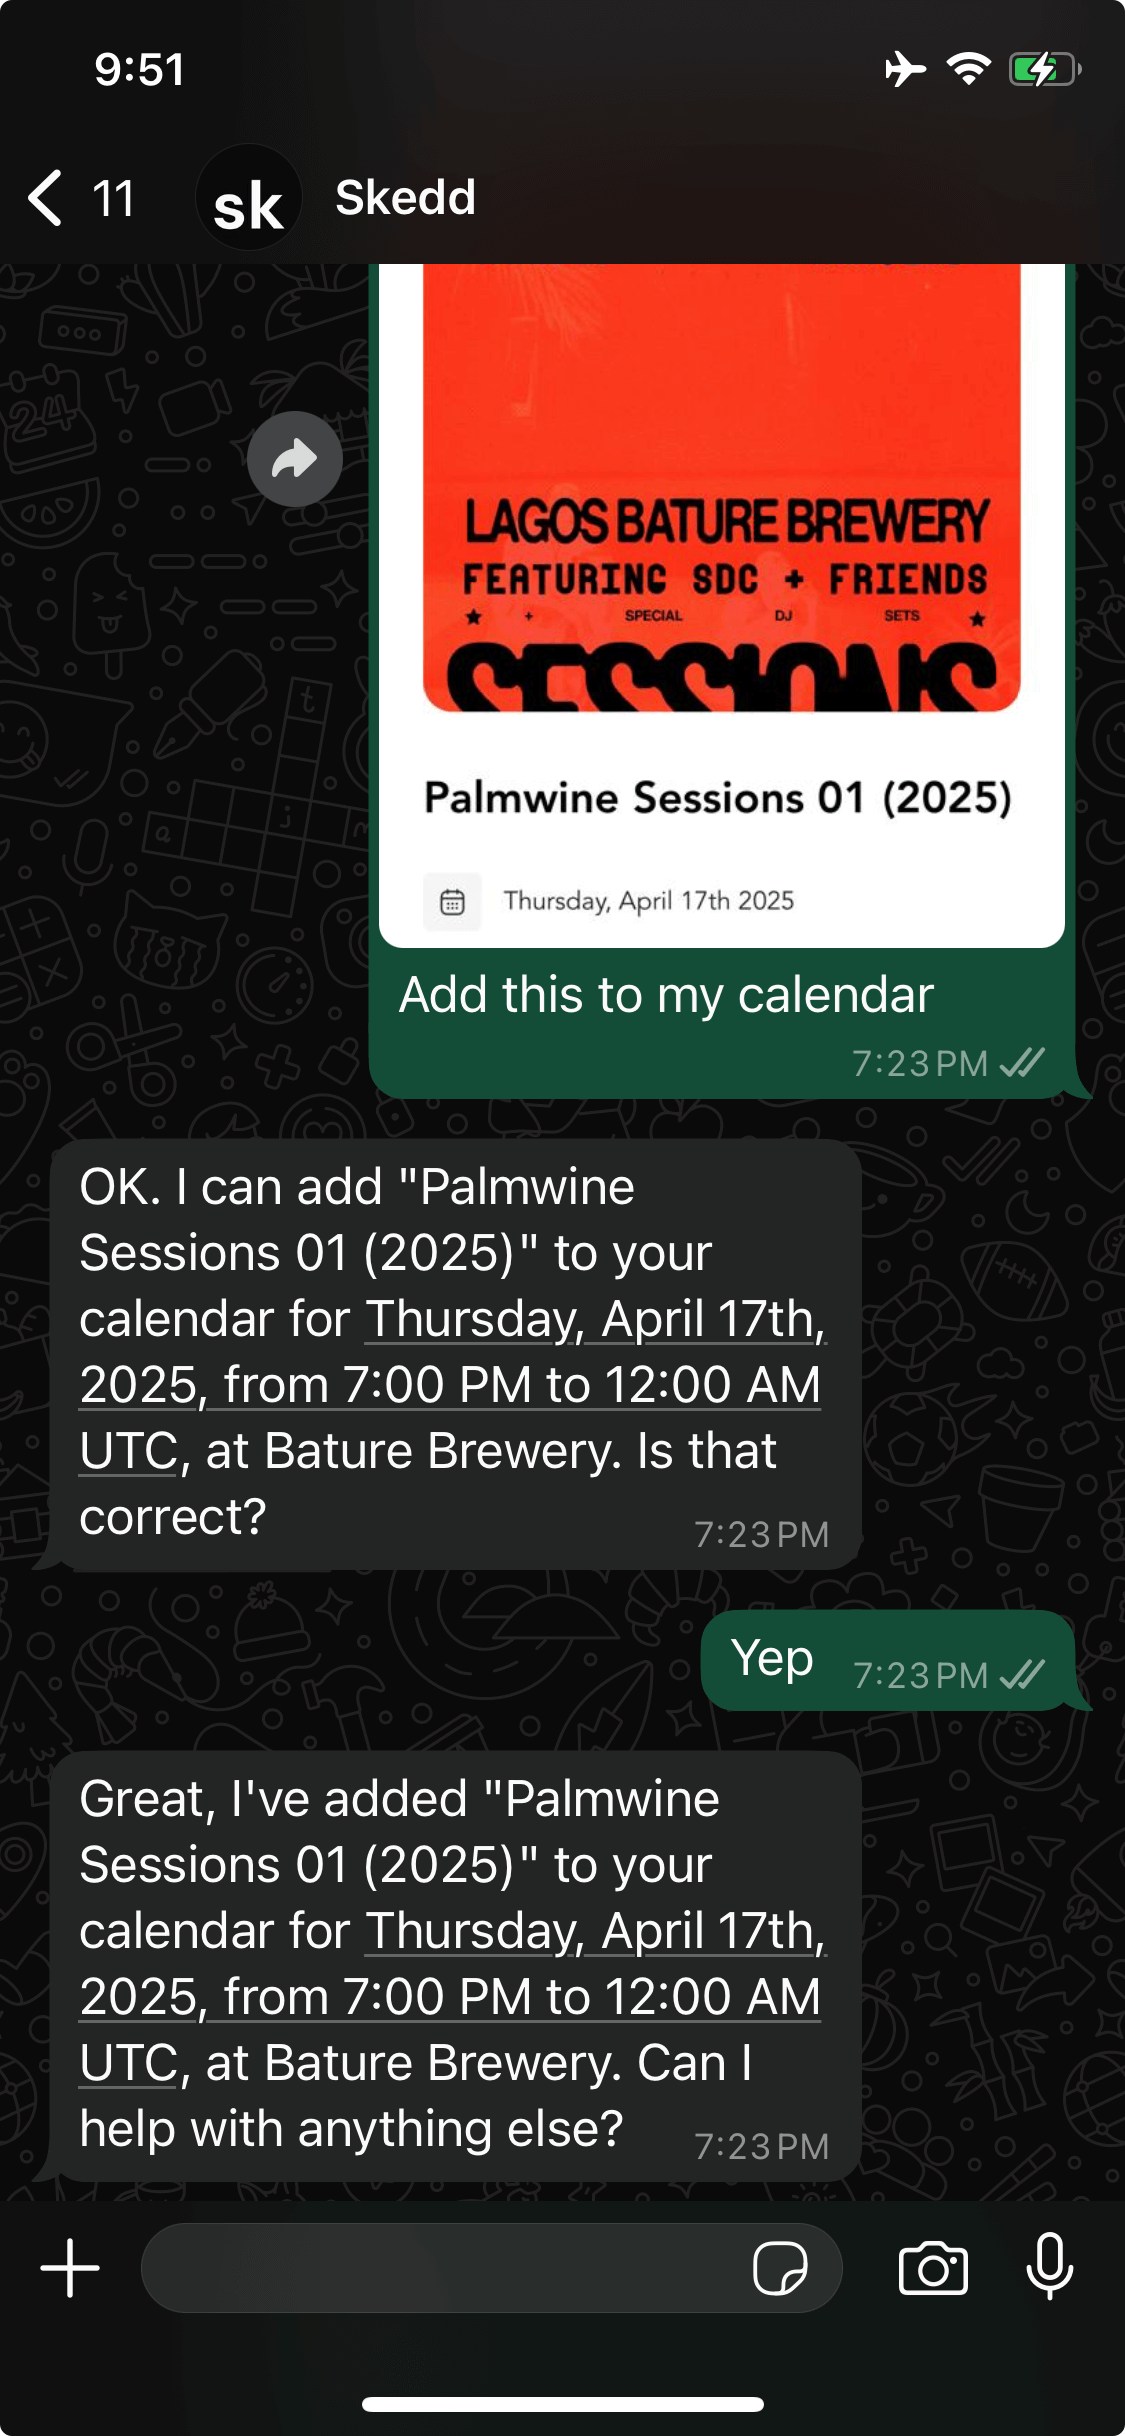 9:51
11
sk
Skedd
LAGOS BATURE BREWERY
FEATURING SDC + FRIENDS
+ SPECIAL DJ SETS
SESSIONS
Palmwine Sessions 01 (2025)
Thursday, April 17th 2025
Add this to my calendar
7:23 PM
OK. I can add "Palmwine
Sessions 01 (2025)" to your
calendar for Thursday, April 17th,
2025, from 7:00 PM to 12:00 AM
UTC, at Bature Brewery. Is that
correct?
7:23 PM
Yep
7:23 PM
Great, I've added "Palmwine
Sessions 01 (2025)" to your
calendar for Thursday, April 17th,
2025, from 7:00 PM to 12:00 AM
UTC, at Bature Brewery. Can I
help with anything else?
7:23 PM